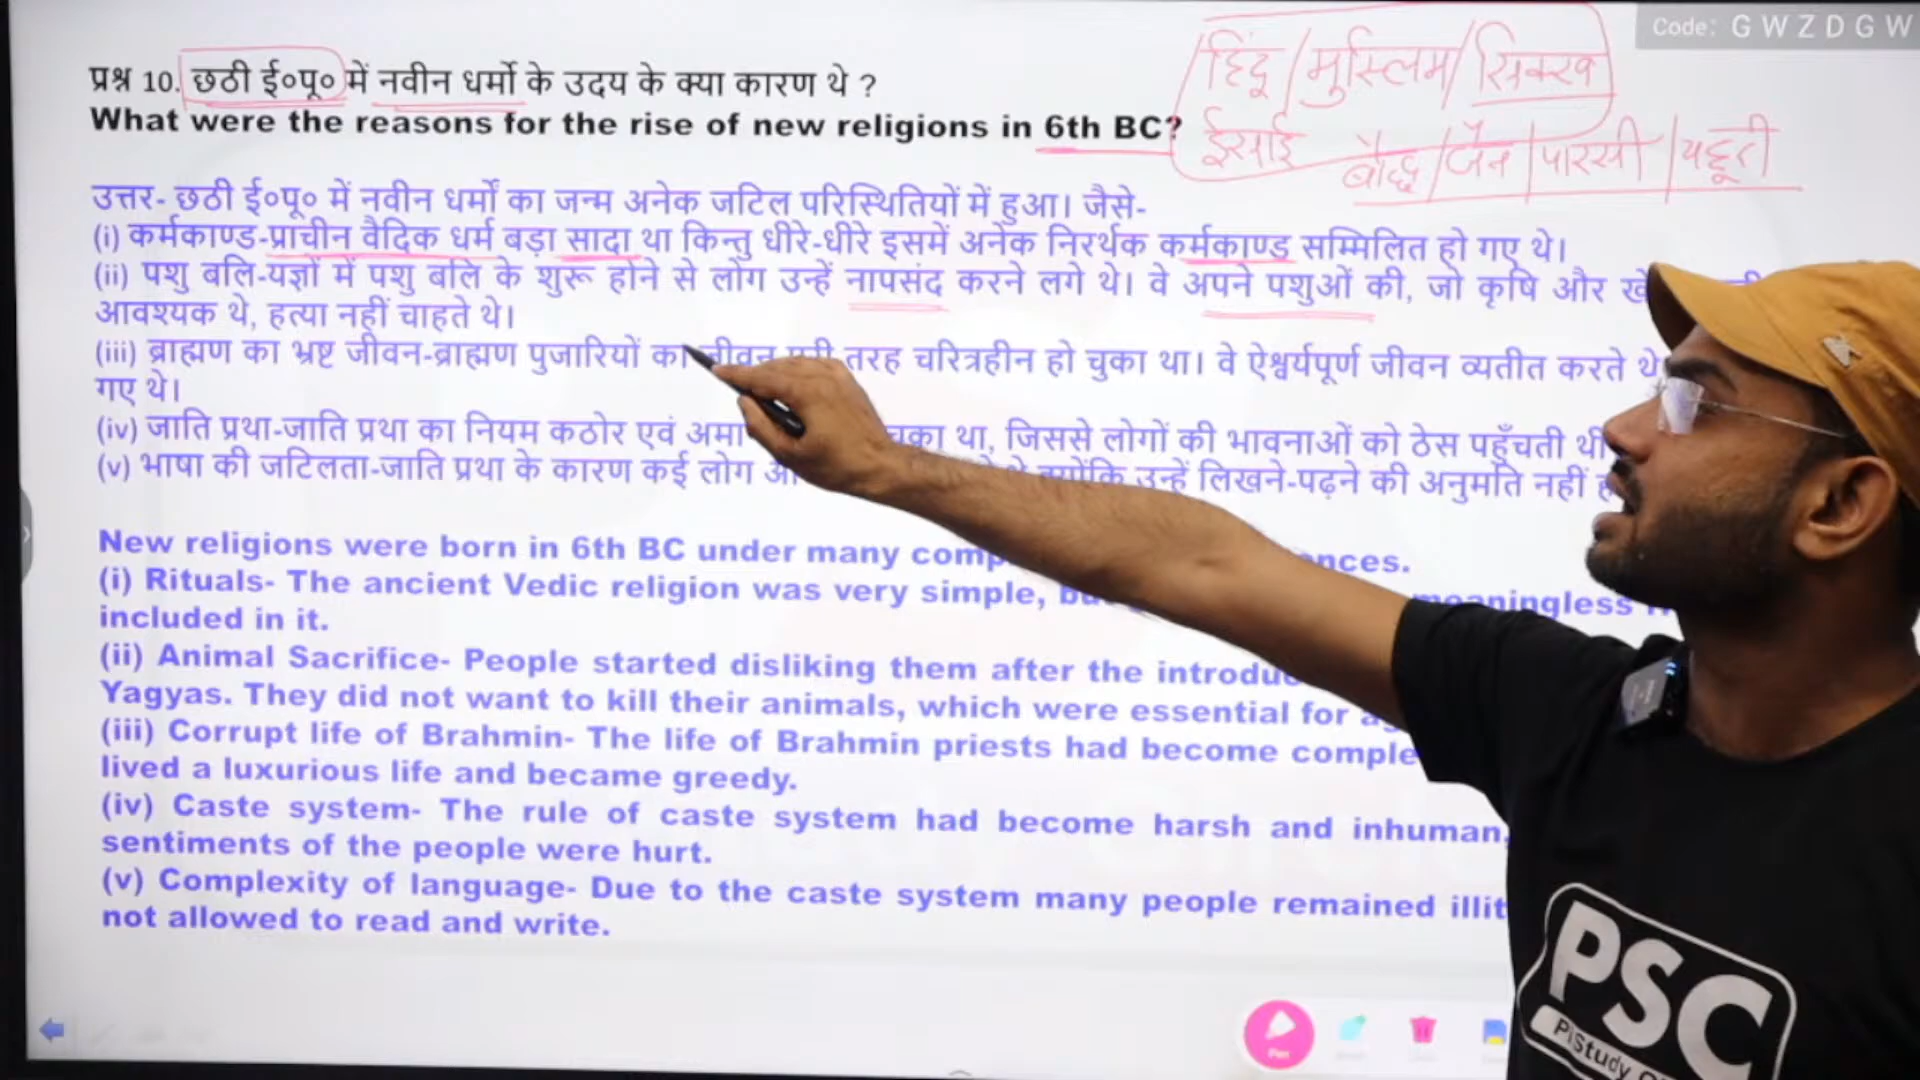 Code: G W Z D G W
हिंदू / मुस्लिम / सिक्ख
ईसाई बौद्ध / जैन / पारसी / यहूदी
प्रश्न 10. छठी ई०पू० में नवीन धर्मो के उदय के क्या कारण थे ?
What were the reasons for the rise of new religions in 6th BC?
उत्तर- छठी ई०पू० में नवीन धर्मों का जन्म अनेक जटिल परिस्थितियों में हुआ। जैसे-
(i) कर्मकाण्ड-प्राचीन वैदिक धर्म बड़ा सादा था किन्तु धीरे-धीरे इसमें अनेक निरर्थक कर्मकाण्ड सम्मिलित हो गए थे।
(ii) पशु बलि-यज्ञों में पशु बलि के शुरू होने से लोग उन्हें नापसंद करने लगे थे। वे अपने पशुओं की, जो कृषि और
आवश्यक थे, हत्या नहीं चाहते थे।
(iii) ब्राह्मण का भ्रष्ट जीवन-ब्राह्मण पुजारियों का जीवन तरह चरित्रहीन हो चुका था। वे ऐश्वर्यपूर्ण जीवन व्यतीत करते थे
गए थे।
(iv) जाति प्रथा-जाति प्रथा का नियम कठोर एवं चुका था, जिससे लोगों की भावनाओं को ठेस पहुँचती थी
(v) भाषा की जटिलता-जाति प्रथा के कारण कई लोग क्योंकि उन्हें लिखने-पढ़ने की अनुमति नहीं
New religions were born in 6th BC under many
(i) Rituals- The ancient Vedic religion was very simple, meaningless
included in it.
(ii) Animal Sacrifice- People started disliking them after the
Yagyas. They did not want to kill their animals, which were essential for
(iii) Corrupt life of Brahmin- The life of Brahmin priests had become
lived a luxurious life and became greedy.
(iv) Caste system- The rule of caste system had become harsh and inhuman,
sentiments of the people were hurt.
(v) Complexity of language- Due to the caste system many people remained
not allowed to read and write.
Pen
PSC